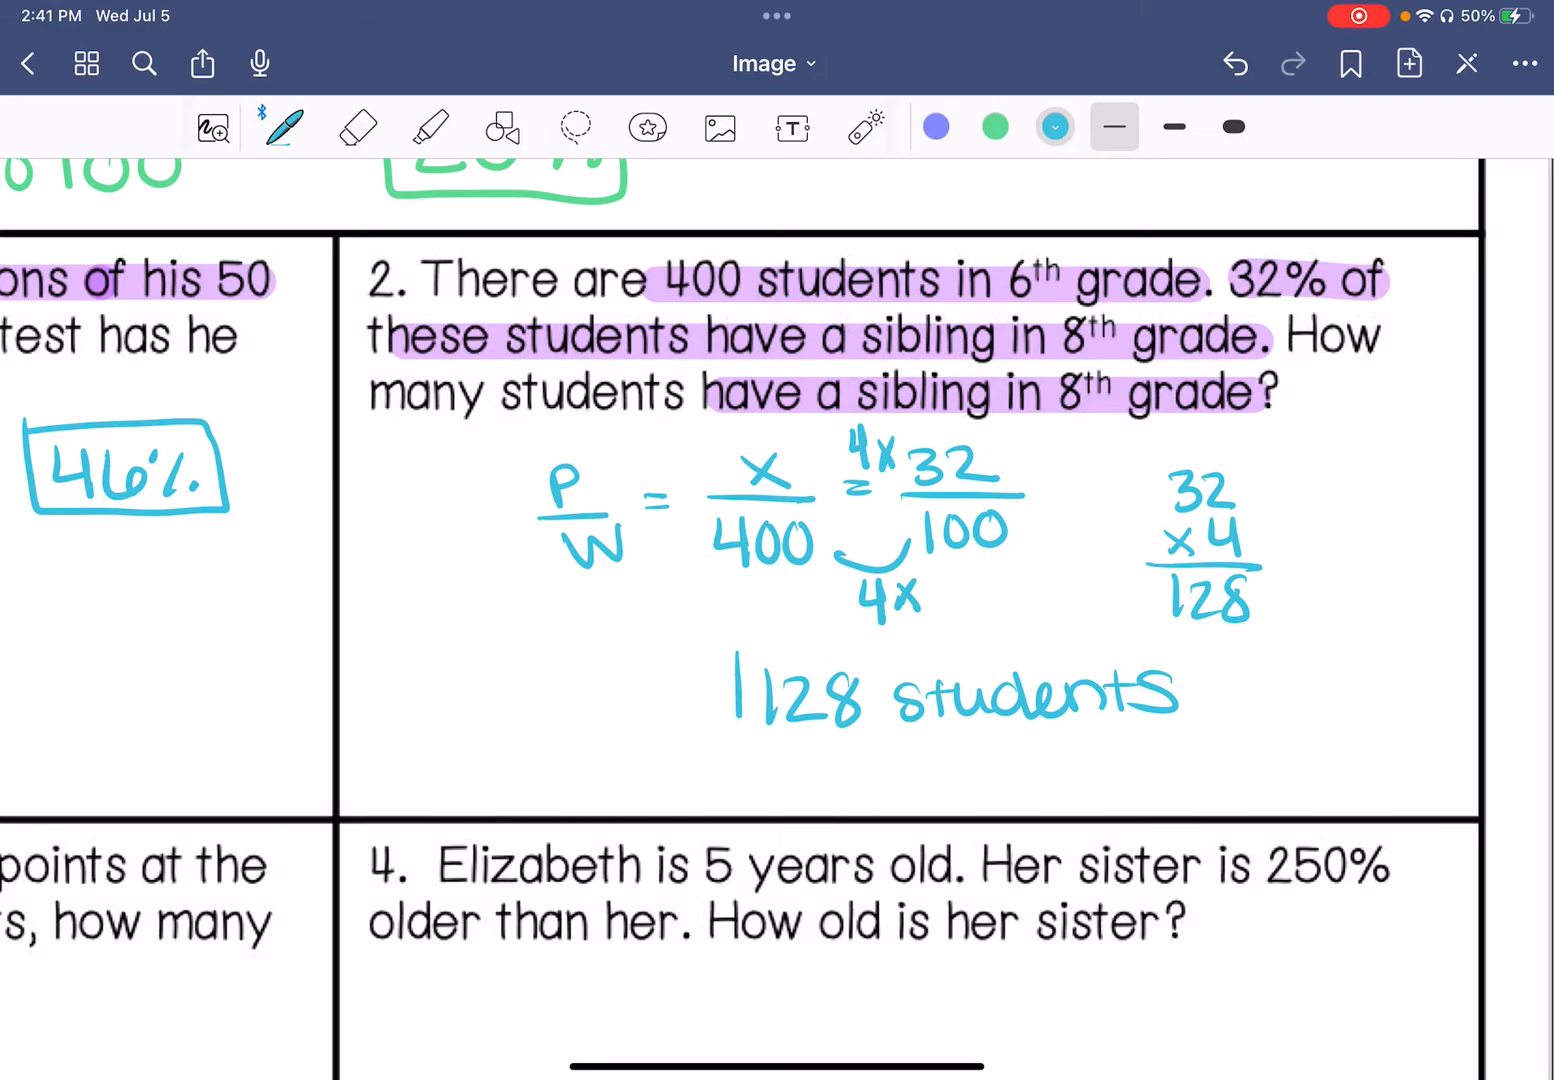 2:41 PM Wed Jul 5
50%
Image
100
2. There are 400 students in 6th grade. 32% of
these students have a sibling in 8th grade. How
many students have a sibling in 8th grade?
ons of his 50
test has he
46%
P/W = x/400 = 32/100
4x
4x
32
x4
128
128 students
points at the
s, how many
4. Elizabeth is 5 years old. Her sister is 250%
older than her. How old is her sister?